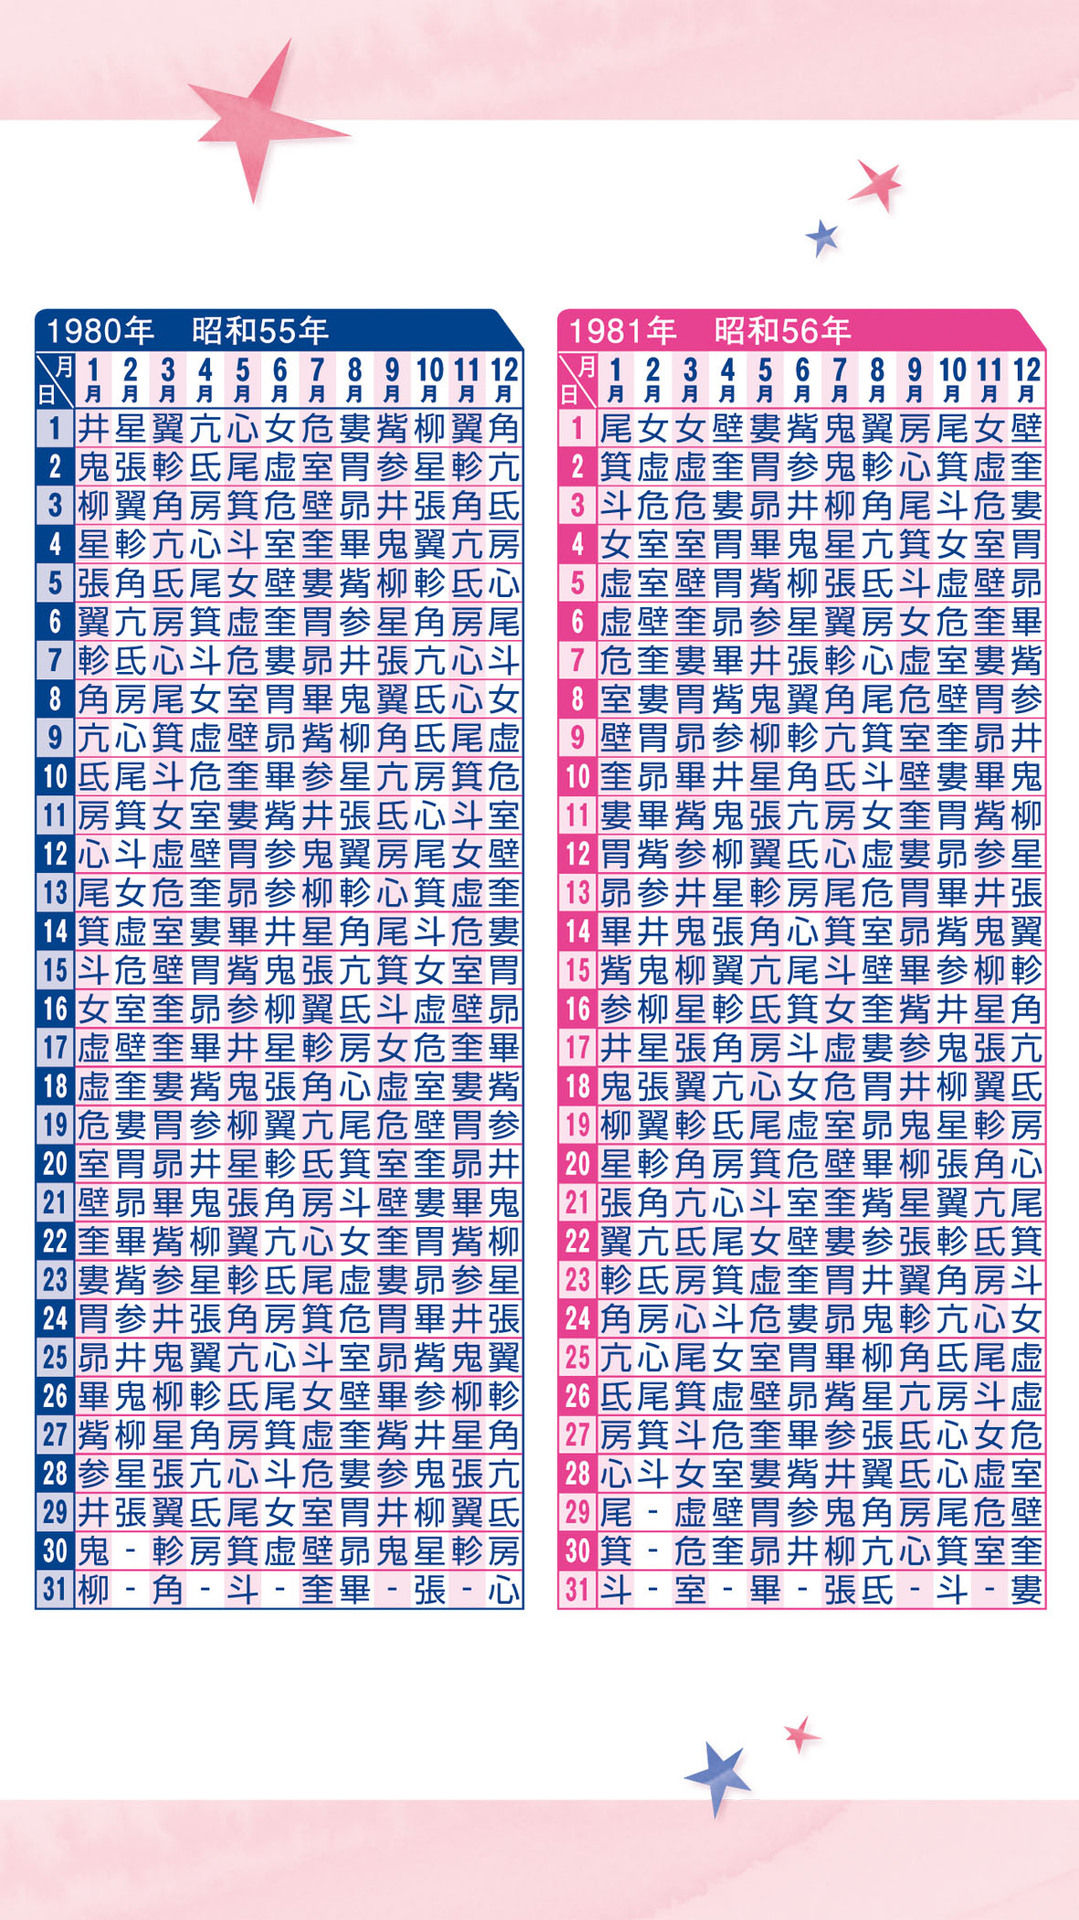 1980年 昭和55年
月 日 1月 2月 3月 4月 5月 6月 7月 8月 9月 10月 11月 12月
1 井 星 翼 亢 心 女 危 婁 觜 柳 翼 角
2 鬼 張 軫 氐 尾 虚 室 胃 参 星 軫 亢
3 柳 翼 角 房 箕 危 壁 昴 井 張 角 氐
4 星 軫 亢 心 斗 室 奎 畢 鬼 翼 亢 房
5 張 角 氐 尾 女 壁 婁 觜 柳 軫 氐 心
6 翼 亢 房 箕 虚 奎 胃 参 星 角 房 尾
7 軫 氐 心 斗 危 婁 昴 井 張 亢 心 斗
8 角 房 尾 女 室 胃 畢 鬼 翼 氐 心 女
9 亢 心 箕 虚 壁 昴 觜 柳 角 氐 尾 虚
10 氐 尾 斗 危 奎 畢 参 星 亢 房 箕 危
11 房 箕 女 室 婁 觜 井 張 氐 心 斗 室
12 心 斗 虚 壁 胃 参 鬼 翼 房 尾 女 壁
13 尾 女 危 奎 昴 参 柳 軫 心 箕 虚 奎
14 箕 虚 室 婁 畢 井 星 角 尾 斗 危 婁
15 斗 危 壁 胃 觜 鬼 張 亢 箕 女 室 胃
16 女 室 奎 昴 参 柳 翼 氐 斗 虚 壁 昴
17 虚 壁 奎 畢 井 星 軫 房 女 危 奎 畢
18 虚 奎 婁 觜 鬼 張 角 心 虚 室 婁 觜
19 危 婁 胃 参 柳 翼 亢 尾 危 壁 胃 参
20 室 胃 昴 井 星 軫 氐 箕 室 奎 昴 井
21 壁 昴 畢 鬼 張 角 房 斗 壁 婁 畢 鬼
22 奎 畢 觜 柳 翼 亢 心 女 奎 胃 觜 柳
23 婁 觜 参 星 軫 氐 尾 虚 婁 昴 参 星
24 胃 参 井 張 角 房 箕 危 胃 畢 井 張
25 昴 井 鬼 翼 亢 心 斗 室 昴 觜 鬼 翼
26 畢 鬼 柳 軫 氐 尾 女 壁 畢 参 柳 軫
27 觜 柳 星 角 房 箕 虚 奎 觜 井 星 角
28 参 星 張 亢 心 斗 危 婁 参 鬼 張 亢
29 井 張 翼 氐 尾 女 室 胃 井 柳 翼 氐
30 鬼 - 軫 房 箕 虚 壁 昴 鬼 星 軫 房
31 柳 - 角 - 斗 - 奎 畢 - 張 - 心
1981年 昭和56年
月 日 1月 2月 3月 4月 5月 6月 7月 8月 9月 10月 11月 12月
1 尾 女 女 壁 婁 觜 鬼 翼 房 尾 女 壁
2 箕 虚 虚 奎 胃 参 鬼 軫 心 箕 虚 奎
3 斗 危 危 婁 昴 井 柳 角 尾 斗 危 婁
4 女 室 室 胃 畢 鬼 星 亢 箕 女 室 胃
5 虚 室 壁 胃 觜 柳 張 氐 斗 虚 壁 昴
6 虚 壁 奎 昴 参 星 翼 房 女 危 奎 畢
7 危 奎 婁 畢 井 張 軫 心 虚 室 婁 觜
8 室 婁 胃 觜 鬼 翼 角 尾 危 壁 胃 参
9 壁 胃 昴 参 柳 軫 亢 箕 室 奎 昴 井
10 奎 昴 畢 井 星 角 氐 斗 壁 婁 畢 鬼
11 婁 畢 觜 鬼 張 亢 房 女 奎 胃 觜 柳
12 胃 觜 参 柳 翼 氐 心 虚 婁 昴 参 星
13 昴 参 井 星 軫 房 尾 危 胃 畢 井 張
14 畢 井 鬼 張 角 心 箕 室 昴 觜 鬼 翼
15 觜 鬼 柳 翼 亢 尾 斗 壁 畢 参 柳 軫
16 参 柳 星 軫 氐 箕 女 奎 觜 井 星 角
17 井 星 張 角 房 斗 虚 婁 参 鬼 張 亢
18 鬼 張 翼 亢 心 女 危 胃 井 柳 翼 氐
19 柳 翼 軫 氐 尾 虚 室 昴 鬼 星 軫 房
20 星 軫 角 房 箕 危 壁 畢 柳 張 角 心
21 張 角 亢 心 斗 室 奎 觜 星 翼 亢 尾
22 翼 亢 氐 尾 女 壁 婁 参 張 軫 氐 箕
23 軫 氐 房 箕 虚 奎 胃 井 翼 角 房 斗
24 角 房 心 斗 危 婁 昴 鬼 軫 亢 心 女
25 亢 心 尾 女 室 胃 畢 柳 角 氐 尾 虚
26 氐 尾 箕 虚 壁 昴 觜 星 亢 房 斗 虚
27 房 箕 斗 危 奎 畢 参 張 氐 心 女 危
28 心 斗 女 室 婁 觜 井 翼 氐 心 虚 室
29 尾 - 虚 壁 胃 参 鬼 角 房 尾 危 壁
30 箕 - 危 奎 昴 井 柳 亢 心 箕 室 奎
31 斗 - 室 - 畢 - 張 氐 - 斗 - 婁